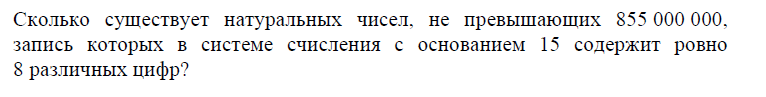 Сколько существует натуральных чисел, не превышающих 855 000 000,
запись которых в системе счисления с основанием 15 содержит ровно
8 различных цифр?